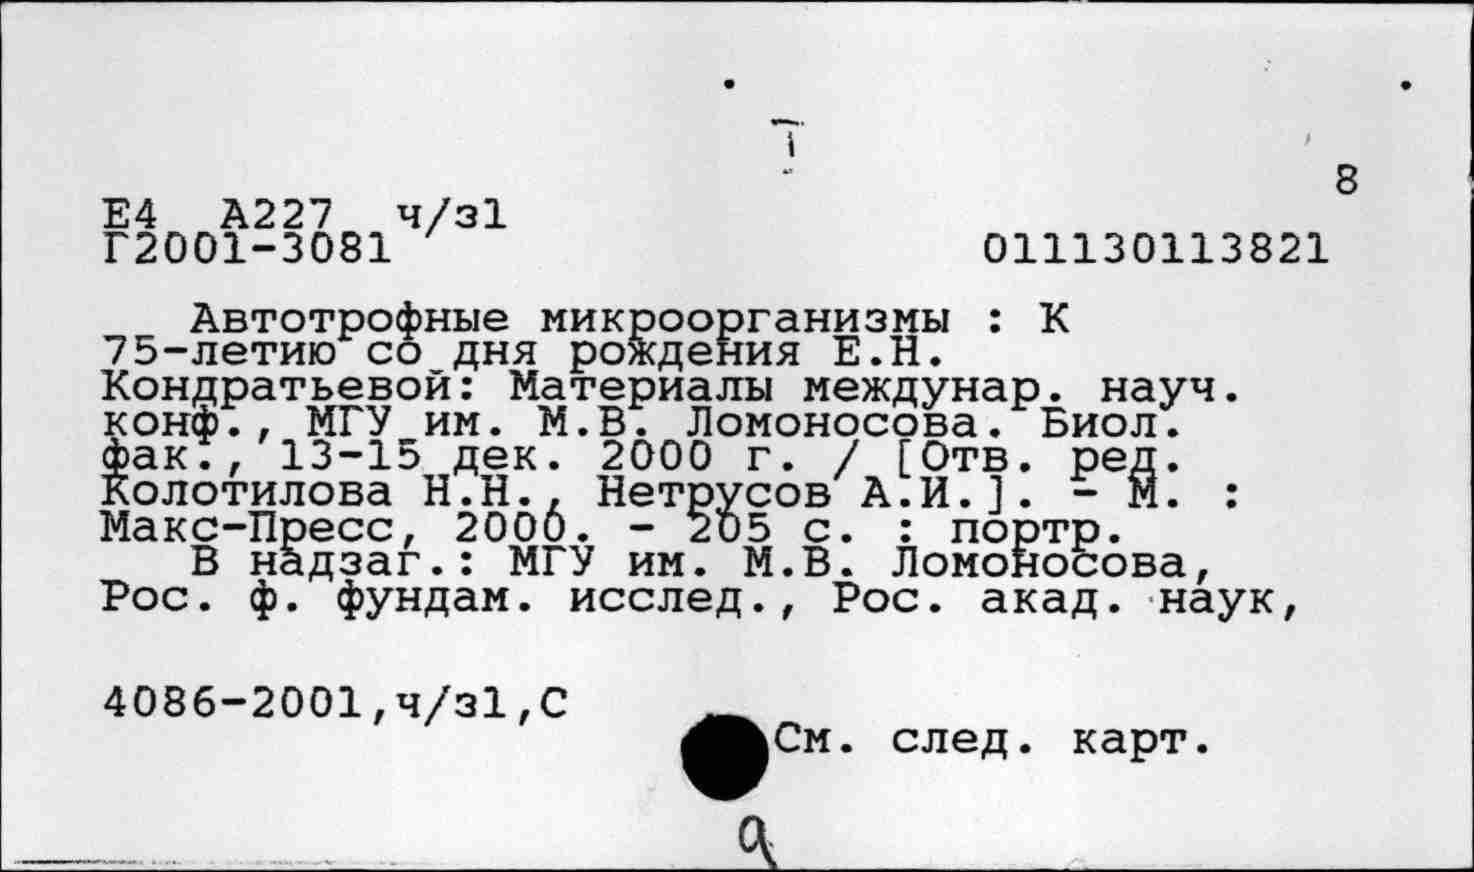 8
Е4 А227 ч/з1
Г2001-3081 011130113821
Автотрофные микроорганизмы : К
75-летию со дня рождения Е.Н.
Кондратьевой: Материалы междунар. науч.
конф., МГУ им. М.В. Ломоносова. Биол.
фак., 13-15 дек. 2000 г. / [Отв. ред.
Колотилова Н.Н., Нетрусов А.И.]. - М. :
Макс-Пресс, 2000. - 205 с. : портр.
В надзаг.: МГУ им. М.В. Ломоносова,
Рос. ф. фундам. исслед., Рос. акад. наук,
4086-2001,ч/з1,С
См. след. карт.